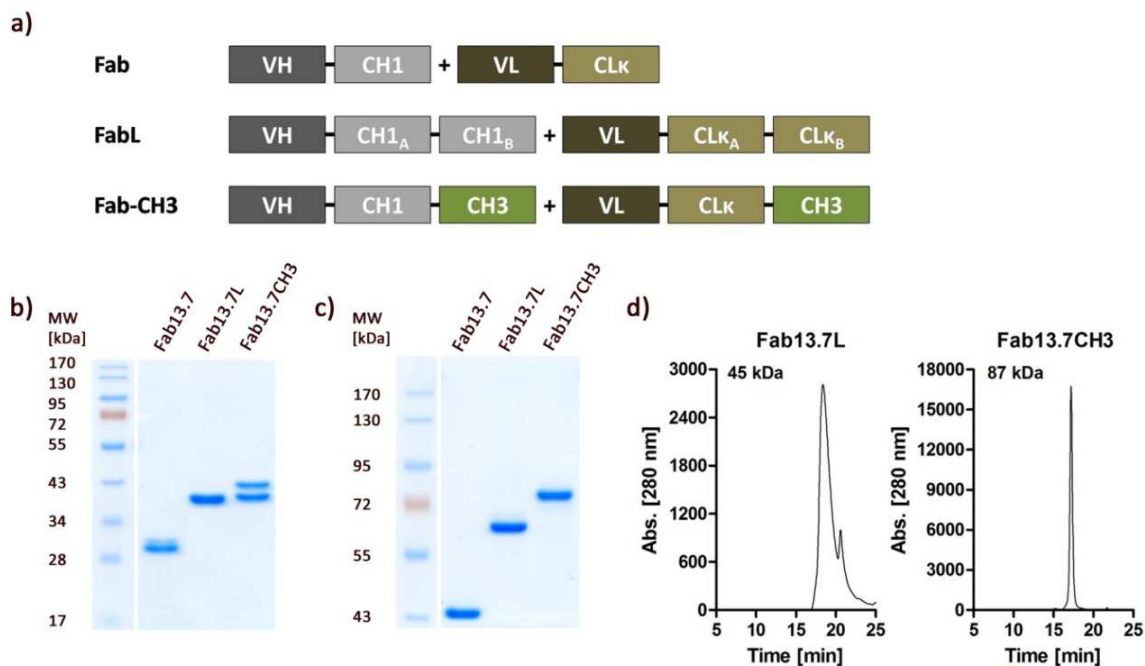 a)
Fab VH CH1 + VL CLκ
FabL VH CH1A CH1B + VL CLκA CLκB
Fab-CH3 VH CH1 CH3 + VL CLκ CH3
b)
MW
[kDa]
Fab13.7
Fab13.7L
Fab13.7CH3
170
130
95
72
55
43
34
28
17
c)
MW
[kDa]
Fab13.7
Fab13.7L
Fab13.7CH3
170
130
95
72
55
43
d)
Fab13.7L
45 kDa
Abs. [280 nm]
3000
2400
1800
1200
600
0
5 10 15 20 25
Time [min]
Fab13.7CH3
87 kDa
Abs. [280 nm]
18000
15000
12000
9000
6000
3000
0
5 10 15 20 25
Time [min]